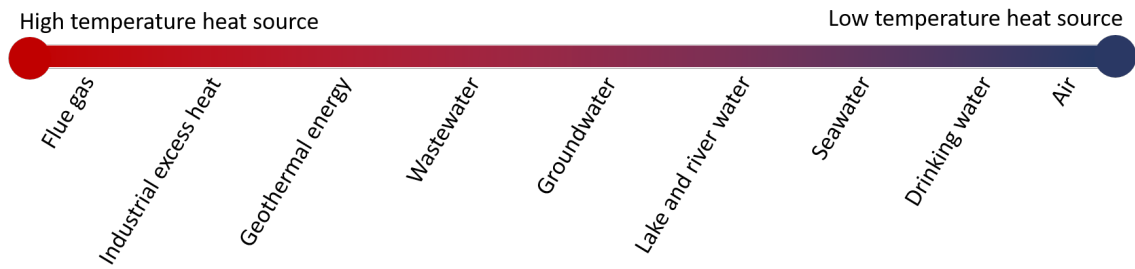 High temperature heat source
Low temperature heat source
Flue gas
Industrial excess heat
Geothermal energy
Wastewater
Groundwater
Lake and river water
Seawater
Drinking water
Air